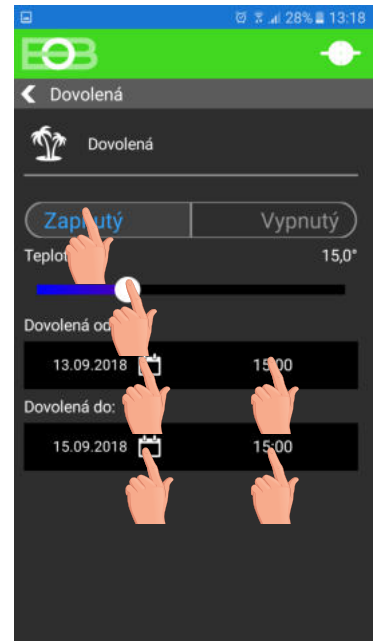 28% 13:18
EOB
Dovolená
Dovolená
Zapnutý Vypnutý
15,0°
Dovolená od
13.09.2018 15:00
Dovolená do:
15.09.2018 15:00